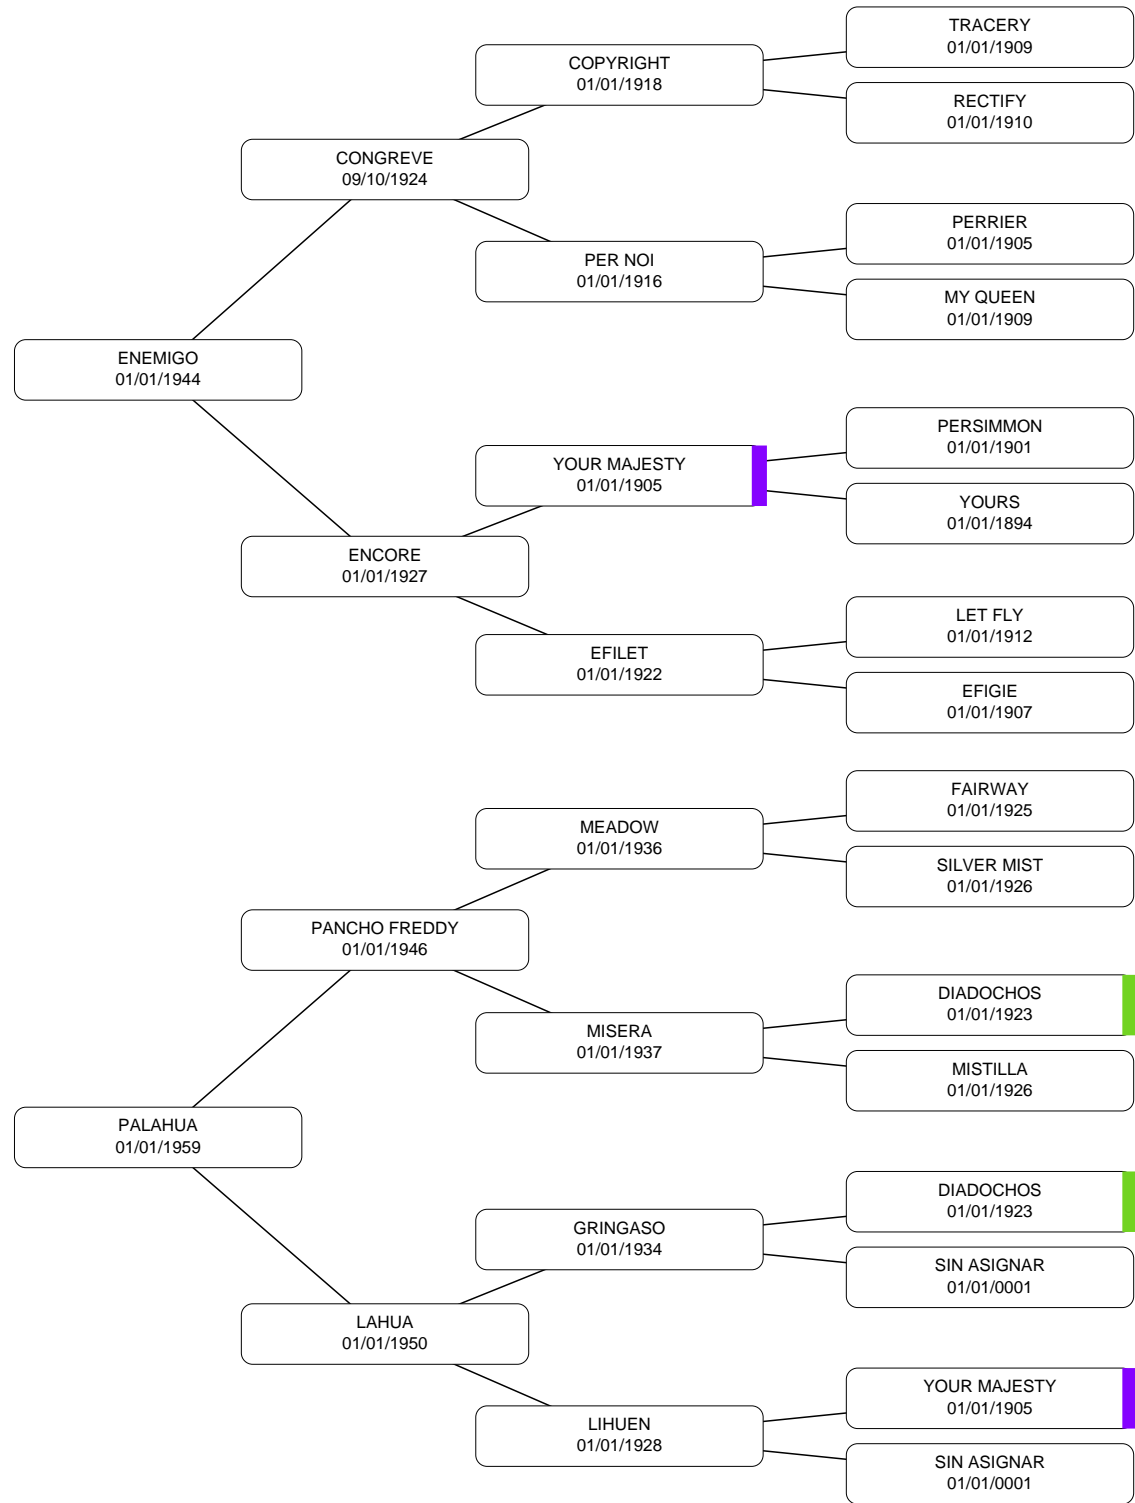 TRACERY
01/01/1909
COPYRIGHT
01/01/1918
RECTIFY
01/01/1910
CONGREVE
09/10/1924
PERRIER
01/01/1905
PER NOI
01/01/1916
MY QUEEN
01/01/1909
ENEMIGO
01/01/1944
PERSIMMON
01/01/1901
YOUR MAJESTY
01/01/1905
YOURS
01/01/1894
ENCORE
01/01/1927
LET FLY
01/01/1912
EFILET
01/01/1922
EFIGIE
01/01/1907
FAIRWAY
01/01/1925
MEADOW
01/01/1936
SILVER MIST
01/01/1926
PANCHO FREDDY
01/01/1946
DIADOCHOS
01/01/1923
MISERA
01/01/1937
MISTILLA
01/01/1926
PALAHUA
01/01/1959
DIADOCHOS
01/01/1923
GRINGASO
01/01/1934
SIN ASIGNAR
01/01/0001
LAHUA
01/01/1950
YOUR MAJESTY
01/01/1905
LIHUEN
01/01/1928
SIN ASIGNAR
01/01/0001